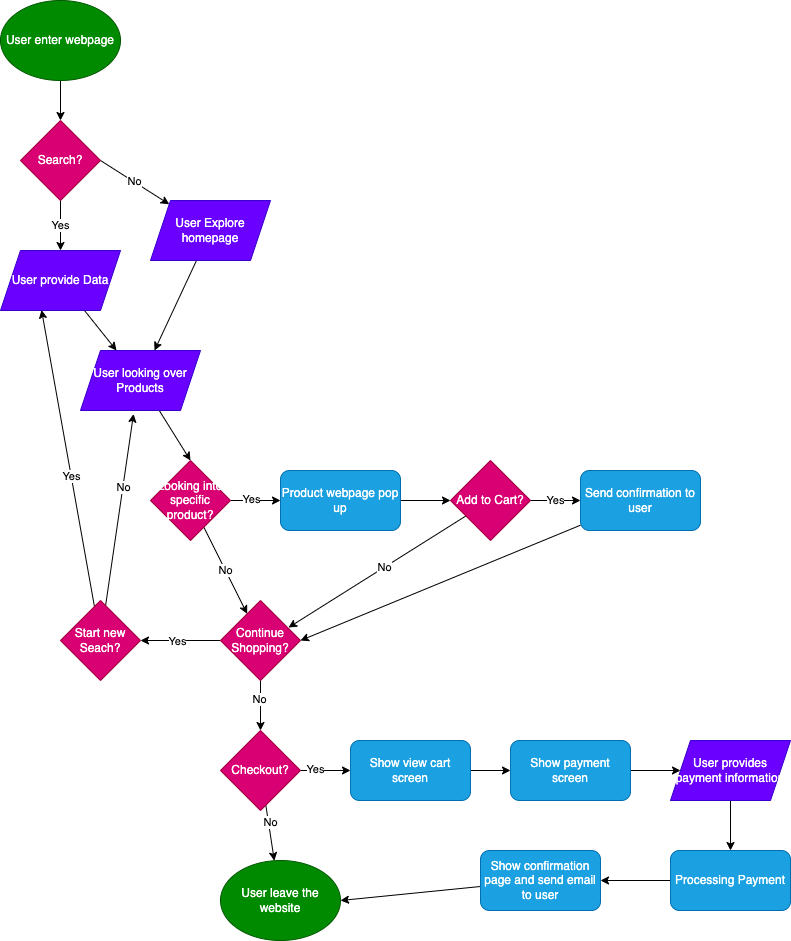 User enter webpage
Search?
No
Yes
User Explore
homepage
User provide Data
User looking over
Products
Looking into
specific
product?
Yes
Product webpage pop
up
Add to Cart?
Yes
Send confirmation to
user
Yes
No
No
No
Start new
Seach?
Yes
Continue
Shopping?
No
Checkout?
Yes
Show view cart
screen
Show payment
screen
User provides
payment information
No
Show confirmation
page and send email
to user
Processing Payment
User leave the
website